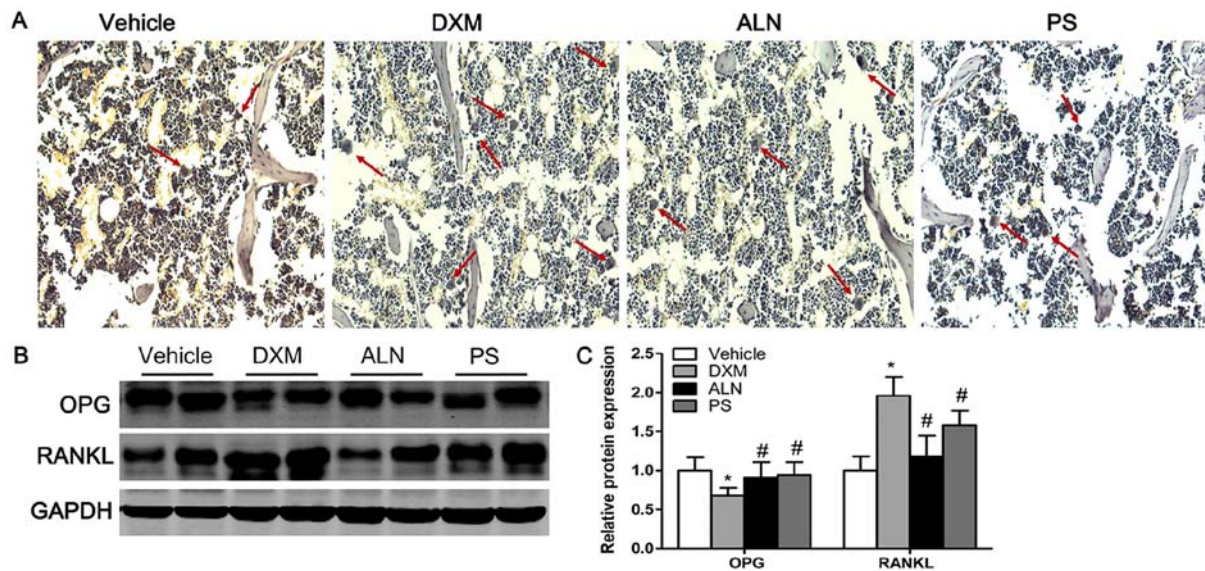 A
Vehicle DXM ALN PS
B
Vehicle DXM ALN PS
OPG
RANKL
GAPDH
C
Relative protein expression
2.5
2.0
1.5
1.0
0.5
0.0
Vehicle
DXM
ALN
PS
* # #
* # #
OPG RANKL